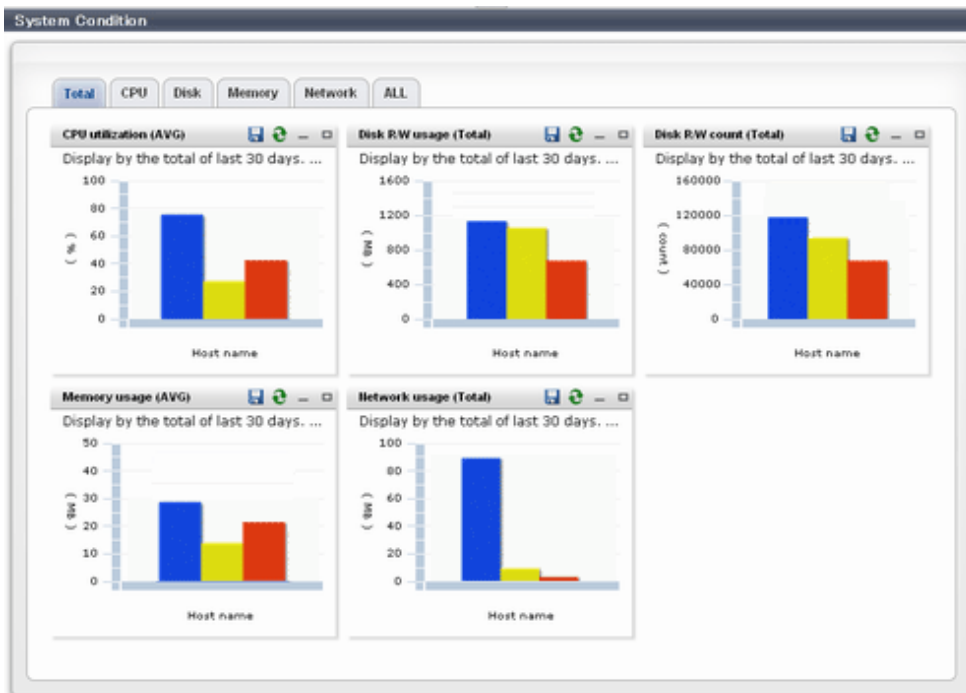 System Condition
Total CPU Disk Memory Network ALL
CPU utilization (AVG)
Display by the total of last 30 days. ...
100
80
60
40
20
0
( % )
Host name
Disk R.W usage (Total)
Display by the total of last 30 days. ...
1600
1200
800
400
0
( MB )
Host name
Disk R.W count (Total)
Display by the total of last 30 days. ...
160000
120000
80000
40000
0
( count )
Host name
Memory usage (AVG)
Display by the total of last 30 days. ...
50
40
30
20
10
0
( MB )
Host name
Network usage (Total)
Display by the total of last 30 days. ...
100
80
60
40
20
0
( MB )
Host name